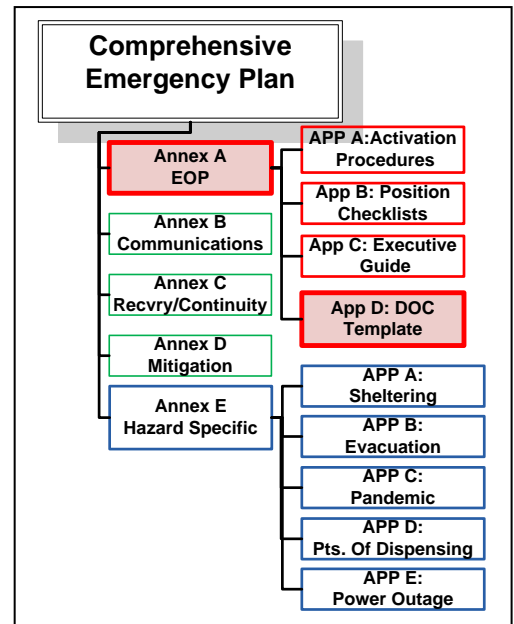 Comprehensive
Emergency Plan
Annex A
EOP
APP A:Activation
Procedures
App B: Position
Checklists
App C: Executive
Guide
App D: DOC
Template
Annex B
Communications
Annex C
Recvry/Continuity
Annex D
Mitigation
Annex E
Hazard Specific
APP A:
Sheltering
APP B:
Evacuation
APP C:
Pandemic
APP D:
Pts. Of Dispensing
APP E:
Power Outage